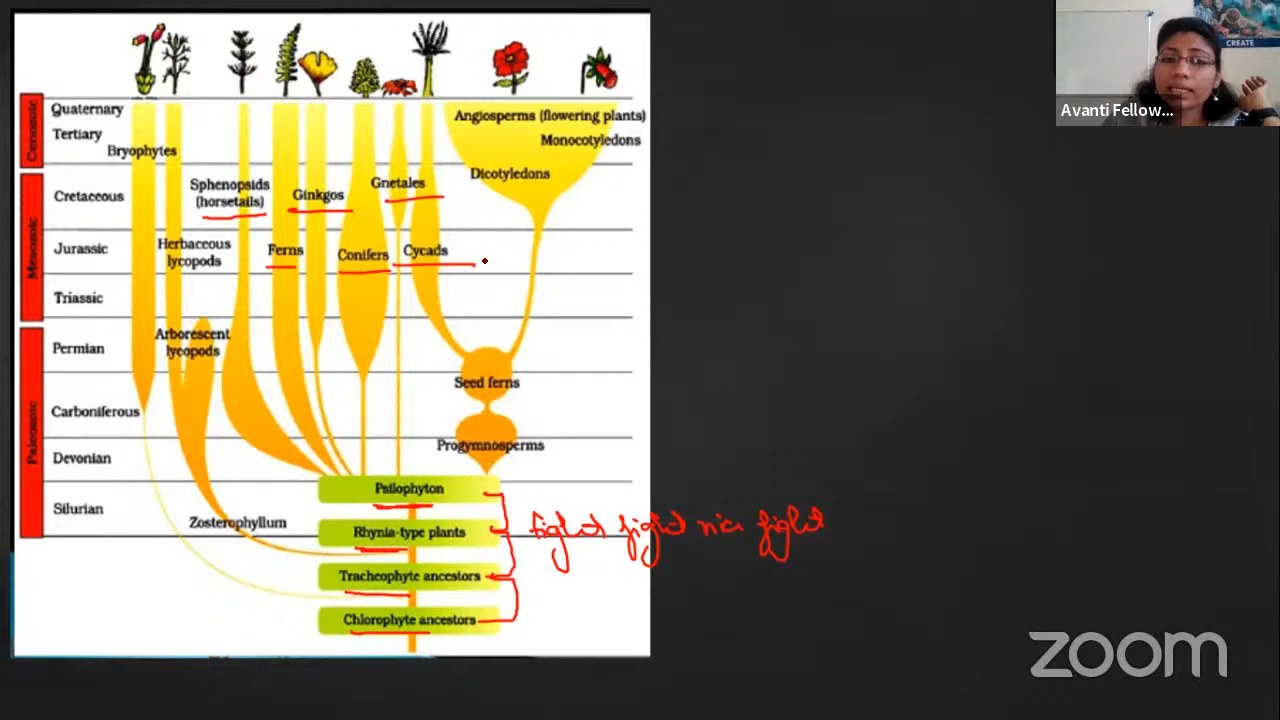 CREATE
Avanti Fellow...
Cenozoic
Quaternary
Tertiary
Bryophytes
Angiosperms (flowering plants)
Monocotyledons
Dicotyledons
Mesozoic
Cretaceous
Sphenopsids
(horsetails)
Ginkgos
Gnetales
Jurassic
Herbaceous
lycopods
Ferns
Conifers
Cycads
Triassic
Paleozoic
Permian
Arborescent
lycopods
Seed ferns
Carboniferous
Progymnosperms
Devonian
Psilophyton
Silurian
Zosterophyllum
Rhynia-type plants
Tracheophyte ancestors
Chlorophyte ancestors
zoom